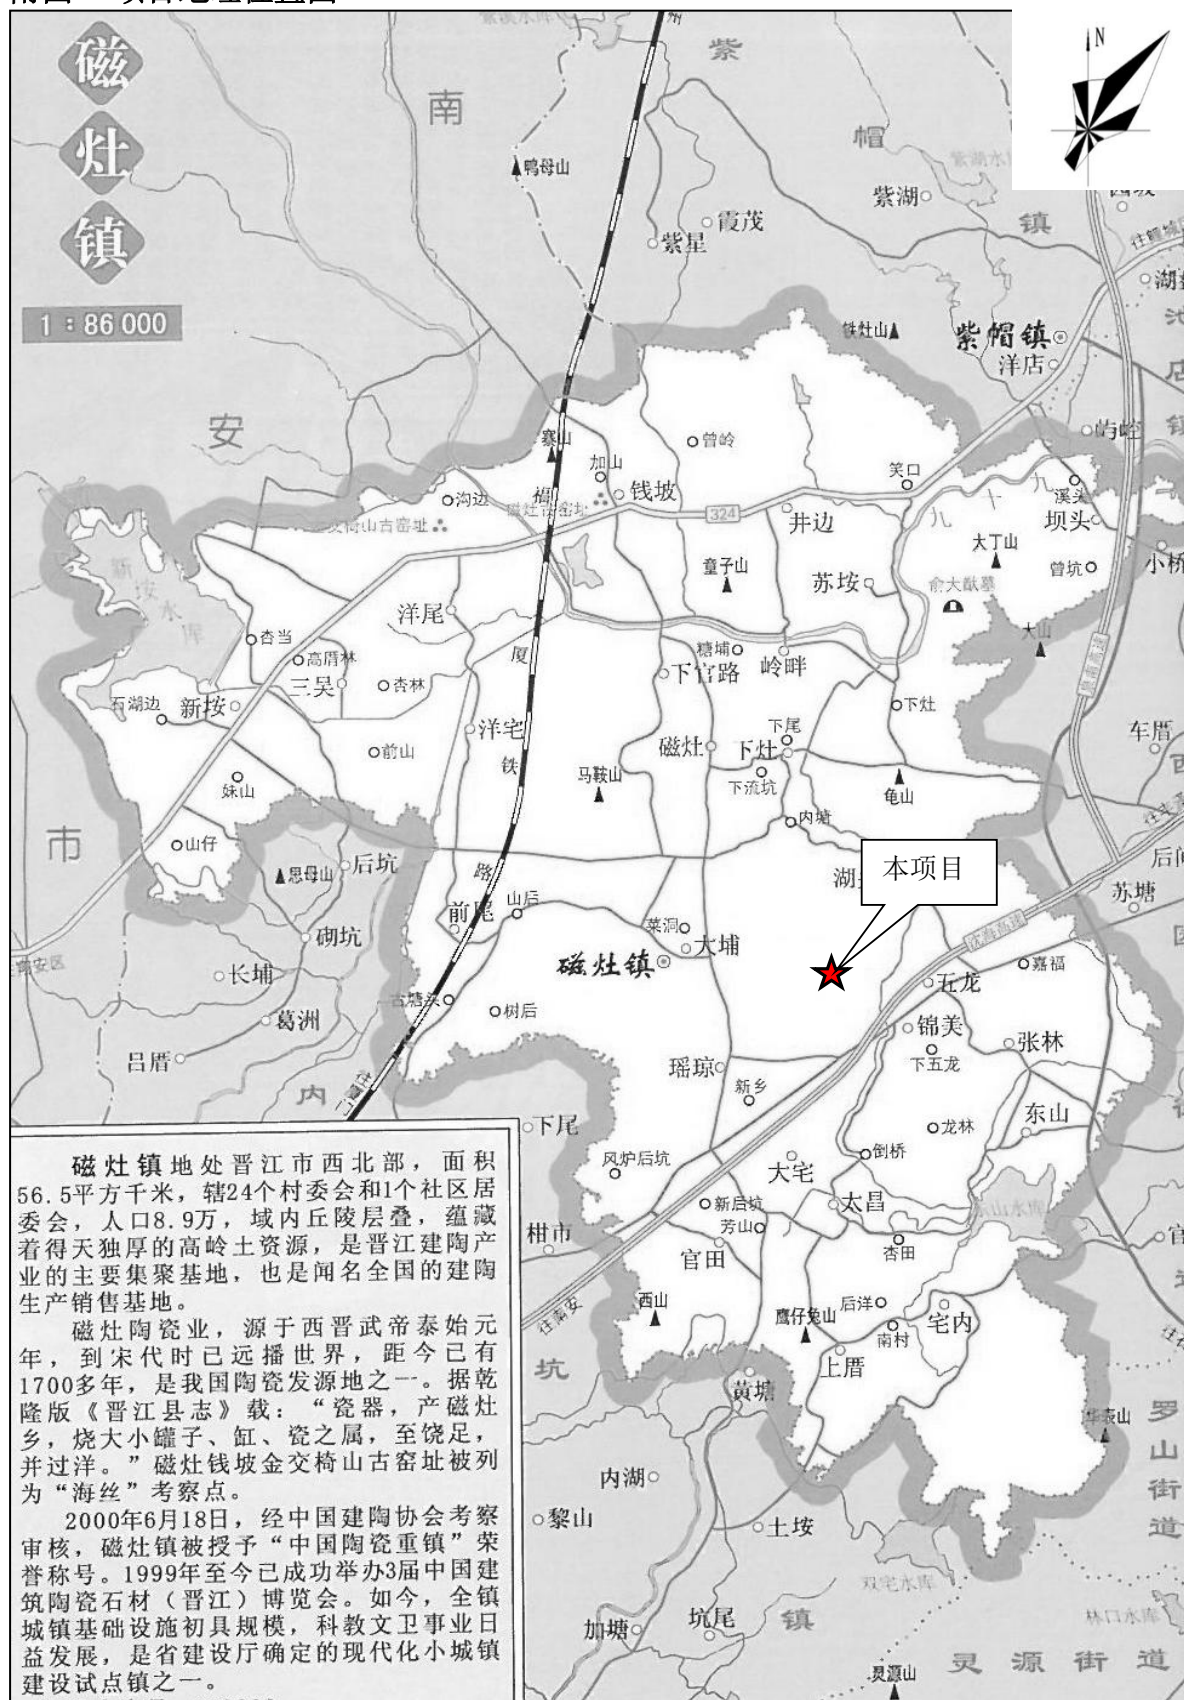 磁
灶
镇
1：86 000
N
南
安
市
紫
帽
镇
鸭母山
紫湖
霞茂
紫星
铁灶山
紫帽镇
洋店
池
店
镇
屿崆
寨山
加山
曾岭
笑口
溪头
坝头
小桥
曾坑
沟边
钱坡
磁灶古窑址
324
井边
九
十
九
大丁山
俞大猷墓
大山
童子山
苏垵
新
垵
水
库
福
厦
铁
路
洋尾
杏当
高厝林
三吴
杏林
石湖边
新垵
洋宅
前山
妹山
山仔
糖埔
岭畔
下官路
下灶
磁灶
下尾
下灶
下流坑
马鞍山
龟山
内塘
车厝
本项目
思母山
后坑
砌坑
长埔
葛洲
吕厝
内
山后
前尾
菜洞
大埔
磁灶镇
古塘头
树后
沈海高速
苏塘
嘉福
五龙
锦美
张林
下五龙
瑶琼
新乡
龙林
东山
倒桥
往厦门
下尾
风炉后坑
大宅
太昌
新后坑
芳山
官田
杏田
东山水库
柑市
往南安
西山
鹰仔兔山
后洋
南村
宅内
上厝
坑
黄塘
华表山
罗
山
街
道
内湖
黎山
土垵
双宅水库
林口水库
加塘
坑尾
镇
灵源山
灵源街道
磁灶镇地处晋江市西北部，面积
56.5平方千米，辖24个村委会和1个社区居
委会，人口8.9万，域内丘陵层叠，蕴藏
着得天独厚的高岭土资源，是晋江建陶产
业的主要集聚基地，也是闻名全国的建陶
生产销售基地。
磁灶陶瓷业，源于西晋武帝泰始元
年，到宋代时已远播世界，距今已有
1700多年，是我国陶瓷发源地之一。据乾
隆版《晋江县志》载：“瓷器，产磁灶
乡，烧大小罐子、缸、瓷之属，至饶足，
并过洋。”磁灶钱坡金交椅山古窑址被列
为“海丝”考察点。
2000年6月18日，经中国建陶协会考察
审核，磁灶镇被授予“中国陶瓷重镇”荣
誉称号。1999年至今已成功举办3届中国建
筑陶瓷石材（晋江）博览会。如今，全镇
城镇基础设施初具规模，科教文卫事业日
益发展，是省建设厅确定的现代化小城镇
建设试点镇之一。